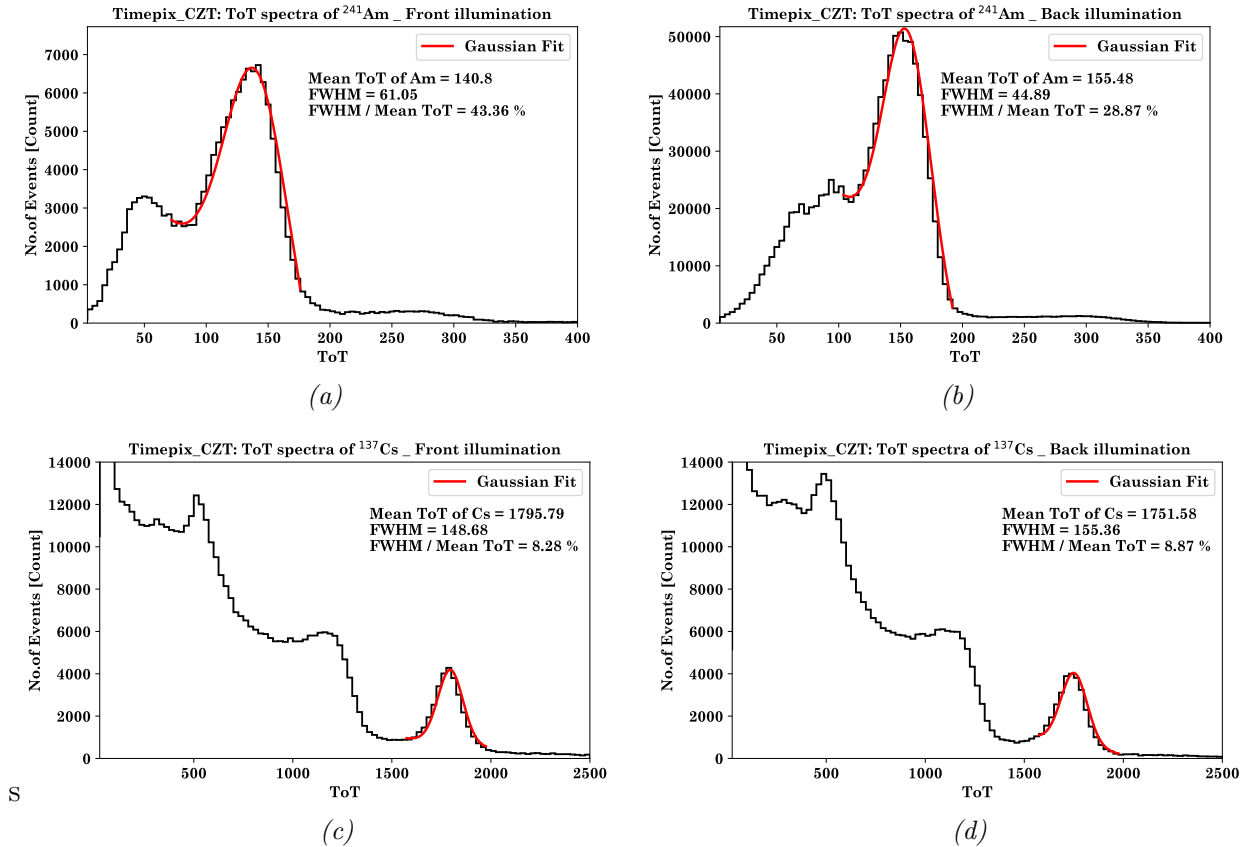 Timepix_CZT: ToT spectra of ²⁴¹Am _ Front illumination
Gaussian Fit
Mean ToT of Am = 140.8
FWHM = 61.05
FWHM / Mean ToT = 43.36 %
No.of Events [Count]
7000
6000
5000
4000
3000
2000
1000
0
50 100 150 200 250 300 350 400
ToT
(a)
Timepix_CZT: ToT spectra of ²⁴¹Am _ Back illumination
Gaussian Fit
Mean ToT of Am = 155.48
FWHM = 44.89
FWHM / Mean ToT = 28.87 %
No.of Events [Count]
50000
40000
30000
20000
10000
0
50 100 150 200 250 300 350 400
ToT
(b)
Timepix_CZT: ToT spectra of ¹³⁷Cs _ Front illumination
Gaussian Fit
Mean ToT of Cs = 1795.79
FWHM = 148.68
FWHM / Mean ToT = 8.28 %
No.of Events [Count]
14000
12000
10000
8000
6000
4000
2000
0
500 1000 1500 2000 2500
ToT
s
(c)
Timepix_CZT: ToT spectra of ¹³⁷Cs _ Back illumination
Gaussian Fit
Mean ToT of Cs = 1751.58
FWHM = 155.36
FWHM / Mean ToT = 8.87 %
No.of Events [Count]
14000
12000
10000
8000
6000
4000
2000
0
500 1000 1500 2000 2500
ToT
(d)